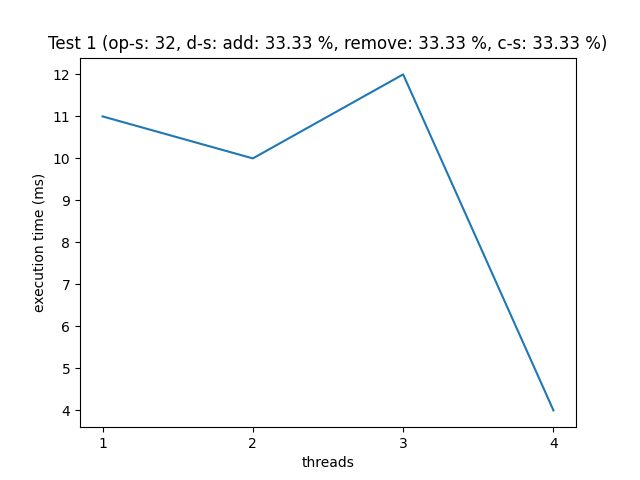 Test 1 (op-s: 32, d-s: add: 33.33 %, remove: 33.33 %, c-s: 33.33 %)
12
11
10
9
8
7
6
5
4
execution time (ms)
1 2 3 4
threads